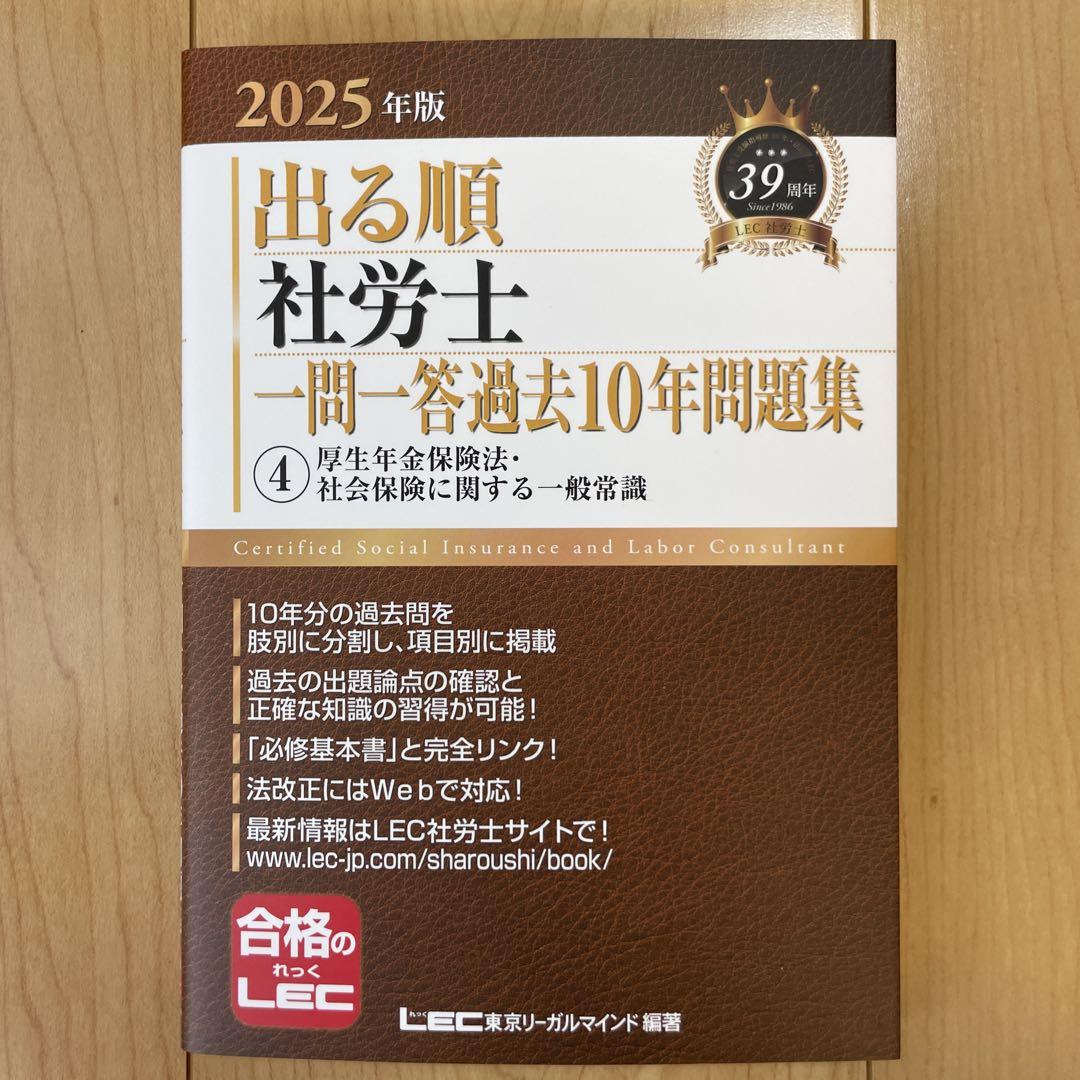 2025年版
39周年
Since1986
LEC 社労士
出る順
社労士
一問一答過去10年問題集
④
厚生年金保険法・
社会保険に関する一般常識
Certified Social Insurance and Labor Consultant
10年分の過去問を
肢別に分割し、項目別に掲載
過去の出題論点の確認と
正確な知識の習得が可能！
「必修基本書」と完全リンク！
法改正にはWebで対応！
最新情報はLEC社労士サイトで！
www.lec-jp.com/sharoushi/book/
合格の
れっく
LEC
れっく
LEC東京リーガルマインド 編著